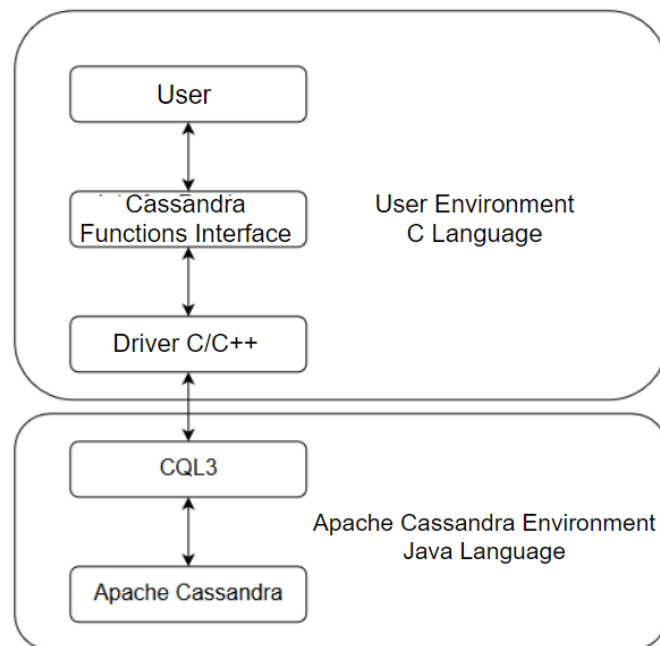 User
Cassandra
Functions Interface
User Environment
C Language
Driver C/C++
CQL3
Apache Cassandra Environment
Java Language
Apache Cassandra